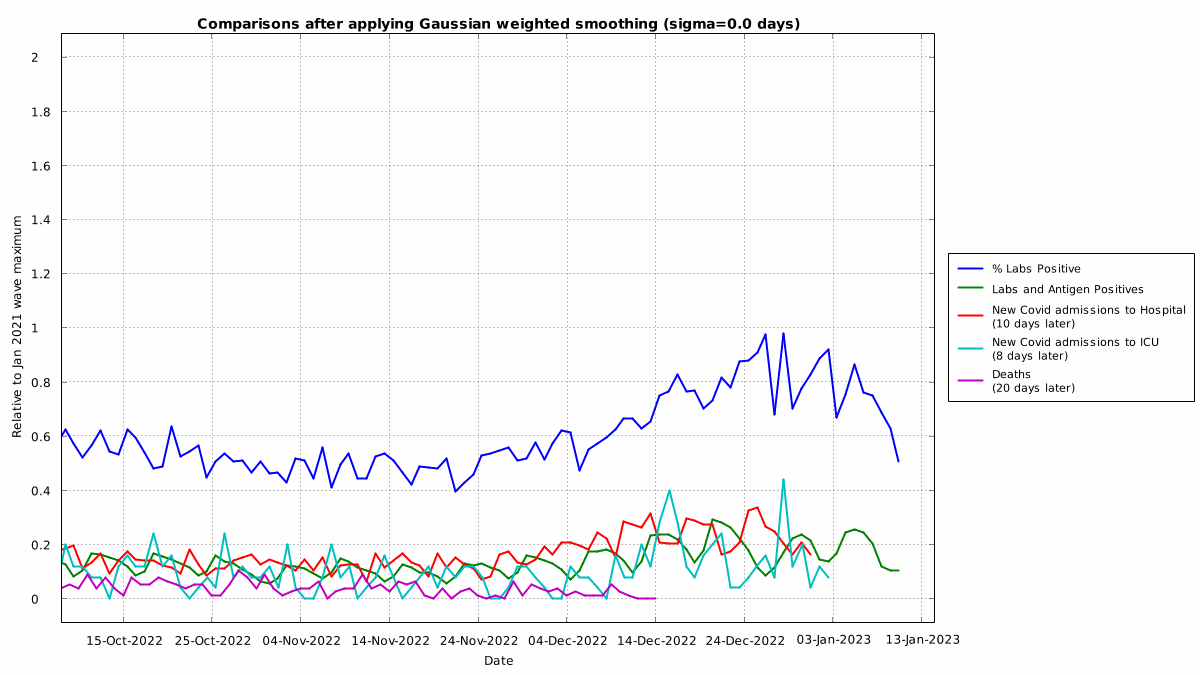 Comparisons after applying Gaussian weighted smoothing (sigma=0.0 days)
Relative to Jan 2021 wave maximum
2
1.8
1.6
1.4
1.2
1
0.8
0.6
0.4
0.2
0
15-Oct-2022 25-Oct-2022 04-Nov-2022 14-Nov-2022 24-Nov-2022 04-Dec-2022 14-Dec-2022 24-Dec-2022 03-Jan-2023 13-Jan-2023
Date
% Labs Positive
Labs and Antigen Positives
New Covid admissions to Hospital
(10 days later)
New Covid admissions to ICU
(8 days later)
Deaths
(20 days later)